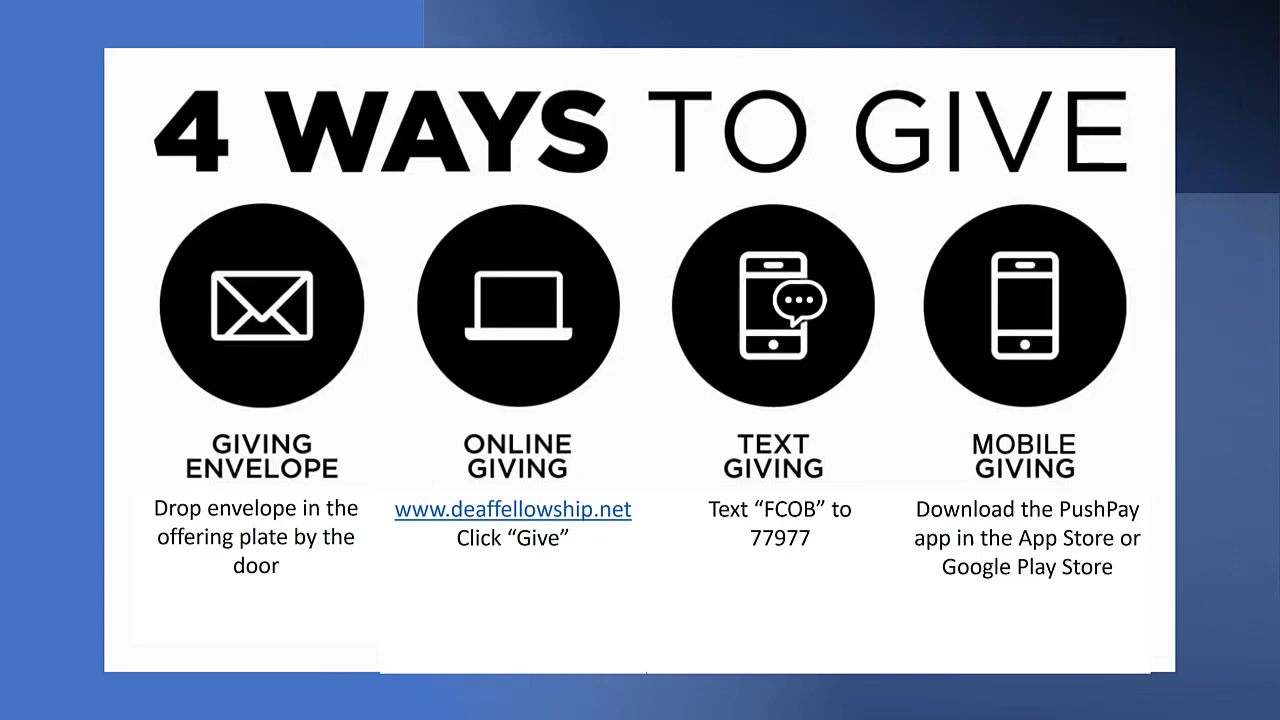 4 WAYS TO GIVE
GIVING
ENVELOPE
Drop envelope in the
offering plate by the
door
ONLINE
GIVING
www.deaffellowship.net
Click “Give”
TEXT
GIVING
Text “FCOB” to
77977
MOBILE
GIVING
Download the PushPay
app in the App Store or
Google Play Store